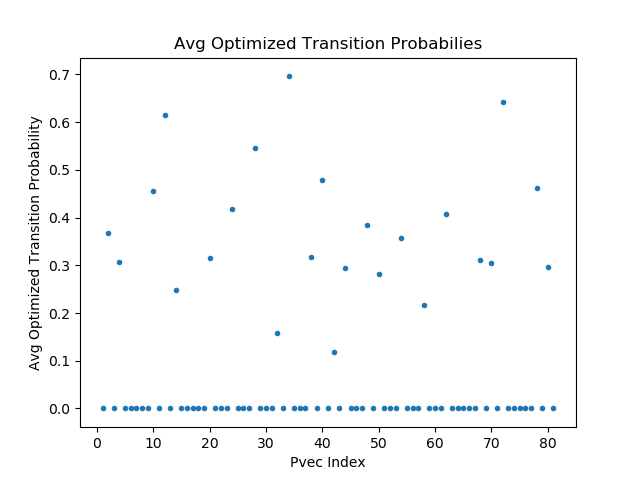 Avg Optimized Transition Probabilies
0.7
0.6
0.5
0.4
0.3
0.2
0.1
0.0
Avg Optimized Transition Probability
0 10 20 30 40 50 60 70 80
Pvec Index